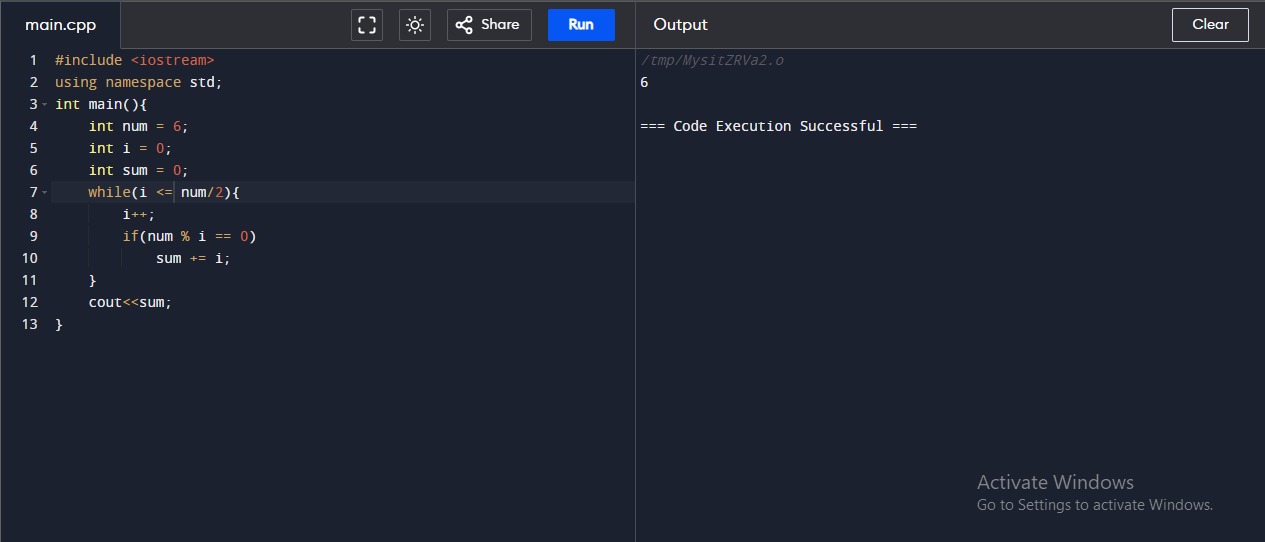 main.cpp
Share
Run
Output
Clear
1 #include <iostream>
2 using namespace std;
3 int main(){
4     int num = 6;
5     int i = 0;
6     int sum = 0;
7     while(i <= num/2){
8         i++;
9         if(num % i == 0)
10             sum += i;
11     }
12     cout<<sum;
13 }
/tmp/MysitZRVa2.o
6
=== Code Execution Successful ===
Activate Windows
Go to Settings to activate Windows.